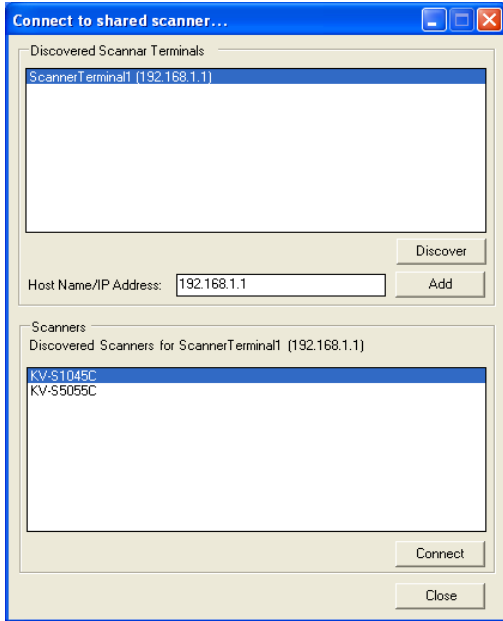 Connect to shared scanner...
Discovered Scannar Terminals
ScannerTerminal1 (192.168.1.1)
Discover
Host Name/IP Address: 192.168.1.1 Add
Scanners
Discovered Scanners for ScannerTerminal1 (192.168.1.1)
KV-S1045C
KV-S5055C
Connect
Close